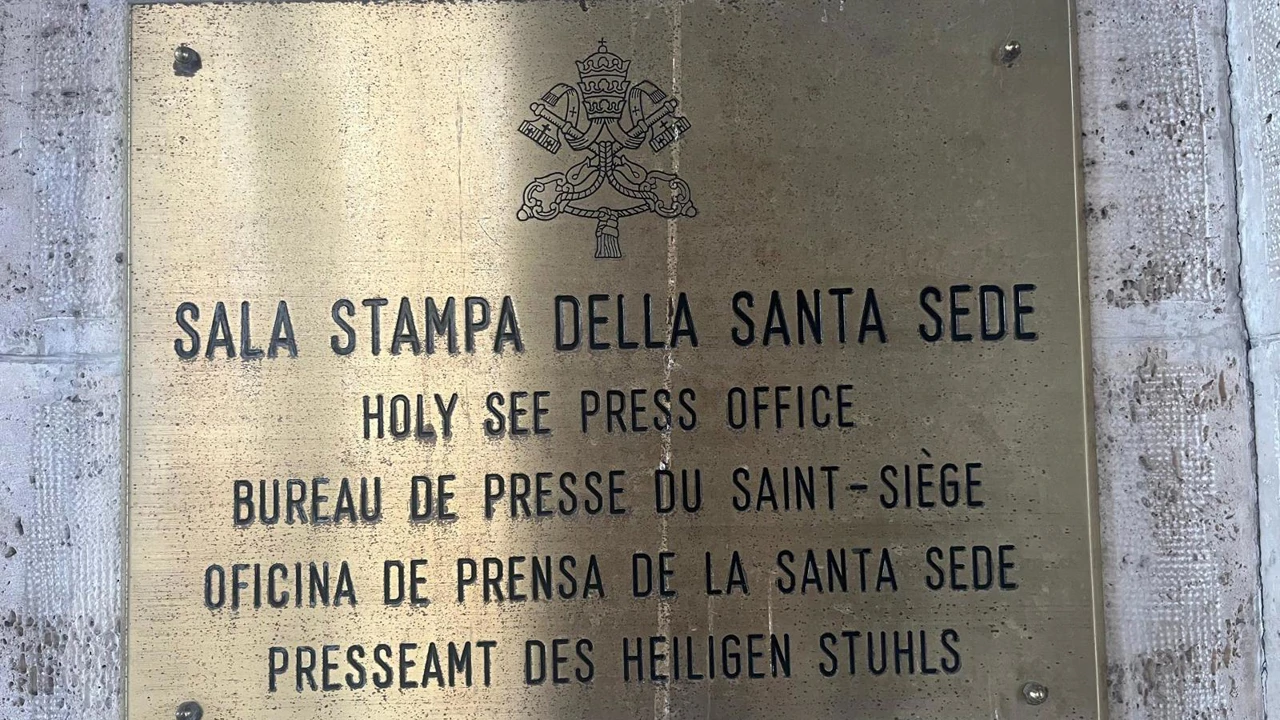 SALA STAMPA DELLA SANTA SEDE
HOLY SEE PRESS OFFICE
BUREAU DE PRESSE DU SAINT-SIÈGE
OFICINA DE PRENSA DE LA SANTA SEDE
PRESSEAMT DES HEILIGEN STUHLS